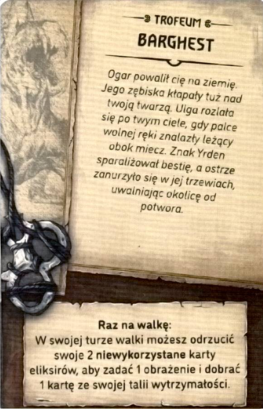 TROFEUM
BARGHEST
Ogar powalił cię na ziemię.
Jego zębiska kłapały tuż nad
twoją twarzą. Ulga rozlała
się po twym ciele, gdy palce
wolnej ręki znalazły leżący
obok miecz. Znak Yrden
sparaliżował bestię, a ostrze
zanurzyło się w jej trzewiach,
uwalniając okolicę od
potwora.
Raz na walkę:
W swojej turze walki możesz odrzucić
swoje 2 niewykorzystane karty
eliksirów, aby zadać 1 obrażenie i dobrać
1 kartę ze swojej talii wytrzymałości.